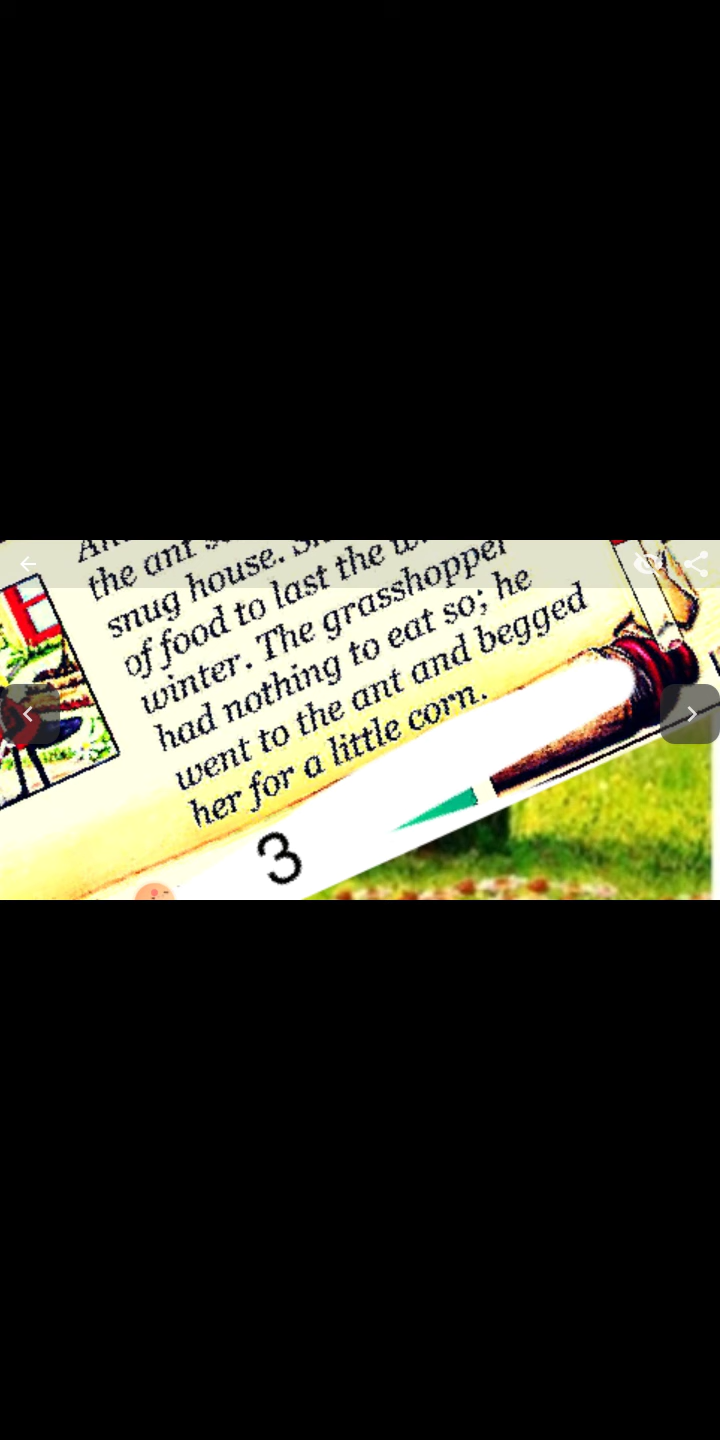 the ant
snug house.
of food to last the
winter. The grasshopper
had nothing to eat so; he
went to the ant and begged
her for a little corn.
3
E